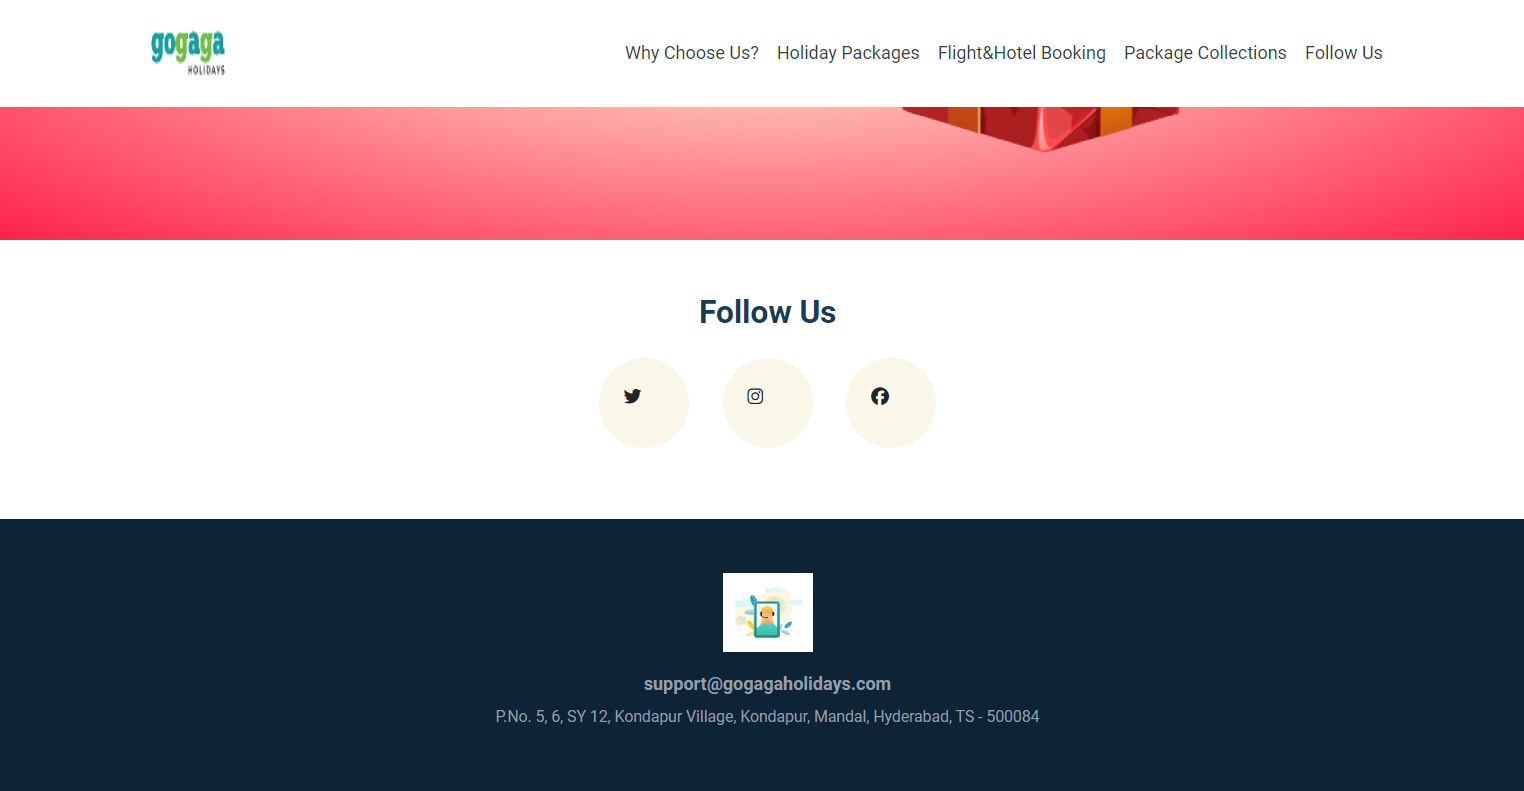 gogaga
HOLIDAYS
Why Choose Us? Holiday Packages Flight&Hotel Booking Package Collections Follow Us
Follow Us
support@gogagaholidays.com
P.No. 5, 6, SY 12, Kondapur Village, Kondapur, Mandal, Hyderabad, TS - 500084